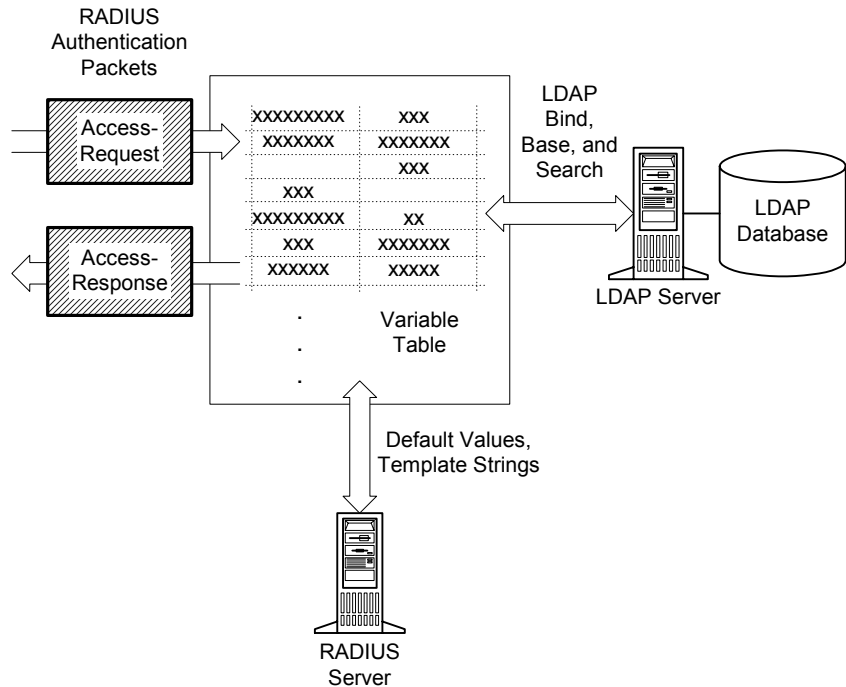 RADIUS
Authentication
Packets
Access-
Request
Access-
Response
xxxxxxxxx xxx
xxxxxxx xxxxxxx
xxx
xxx
xxxxxxxxx xx
xxx xxxxxxx
xxxxxx xxxxx
.
.
.
Variable
Table
LDAP
Bind,
Base, and
Search
LDAP Server
LDAP
Database
Default Values,
Template Strings
RADIUS
Server